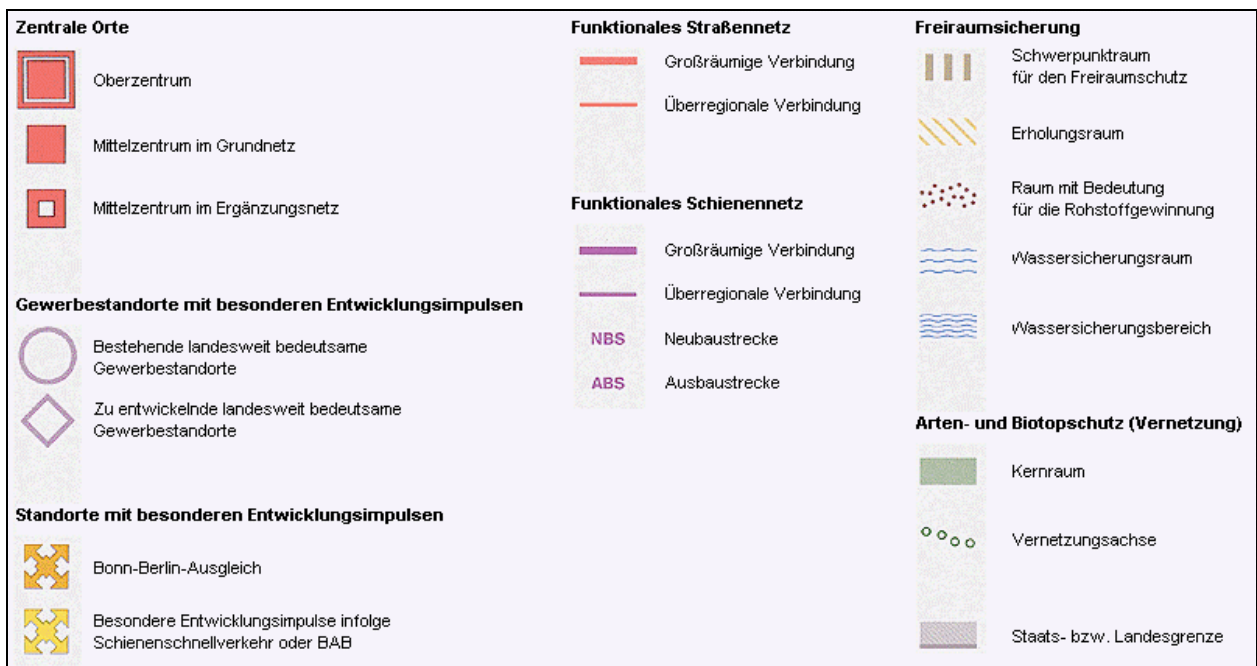 Zentrale Orte
Oberzentrum
Mittelzentrum im Grundnetz
Mittelzentrum im Ergänzungsnetz
Gewerbestandorte mit besonderen Entwicklungsimpulsen
Bestehende landesweit bedeutsame
Gewerbestandorte
Zu entwickelnde landesweit bedeutsame
Gewerbestandorte
Standorte mit besonderen Entwicklungsimpulsen
Bonn-Berlin-Ausgleich
Besondere Entwicklungsimpulse infolge
Schienenschnellverkehr oder BAB
Funktionales Straßennetz
Großräumige Verbindung
Überregionale Verbindung
Funktionales Schienennetz
Großräumige Verbindung
Überregionale Verbindung
NBS Neubaustrecke
ABS Ausbaustrecke
Freiraumsicherung
Schwerpunktraum
für den Freiraumschutz
Erholungsraum
Raum mit Bedeutung
für die Rohstoffgewinnung
Wassersicherungsraum
Wassersicherungsbereich
Arten- und Biotopschutz (Vernetzung)
Kernraum
Vernetzungsachse
Staats- bzw. Landesgrenze